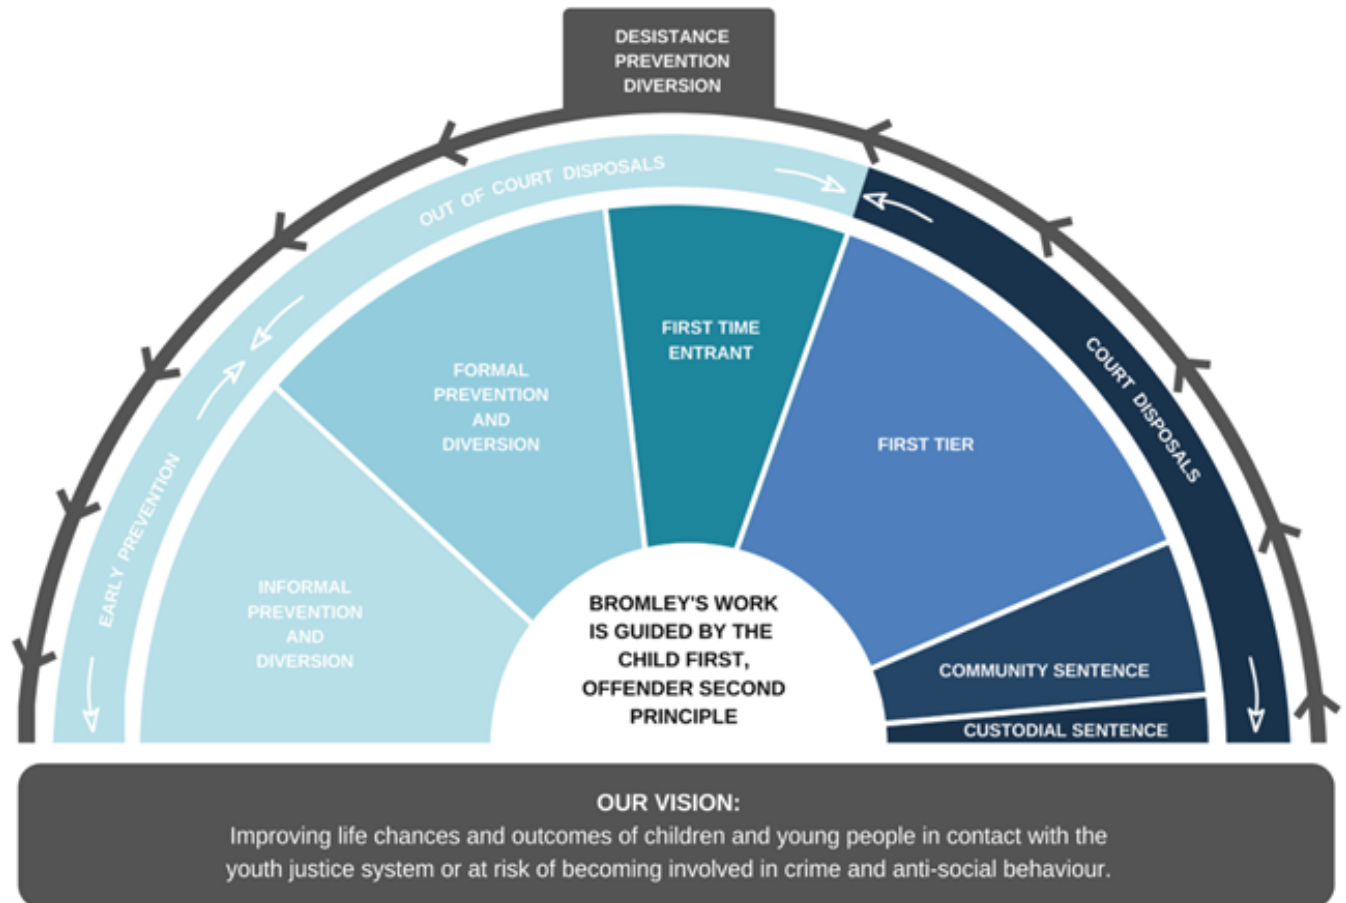 DESISTANCE
PREVENTION
DIVERSION
OUT OF COURT DISPOSALS
EARLY PREVENTION
COURT DISPOSALS
INFORMAL
PREVENTION
AND
DIVERSION
FORMAL
PREVENTION
AND
DIVERSION
FIRST TIME
ENTRANT
FIRST TIER
COMMUNITY SENTENCE
CUSTODIAL SENTENCE
BROMLEY'S WORK
IS GUIDED BY THE
CHILD FIRST,
OFFENDER SECOND
PRINCIPLE
OUR VISION:
Improving life chances and outcomes of children and young people in contact with the
youth justice system or at risk of becoming involved in crime and anti-social behaviour.